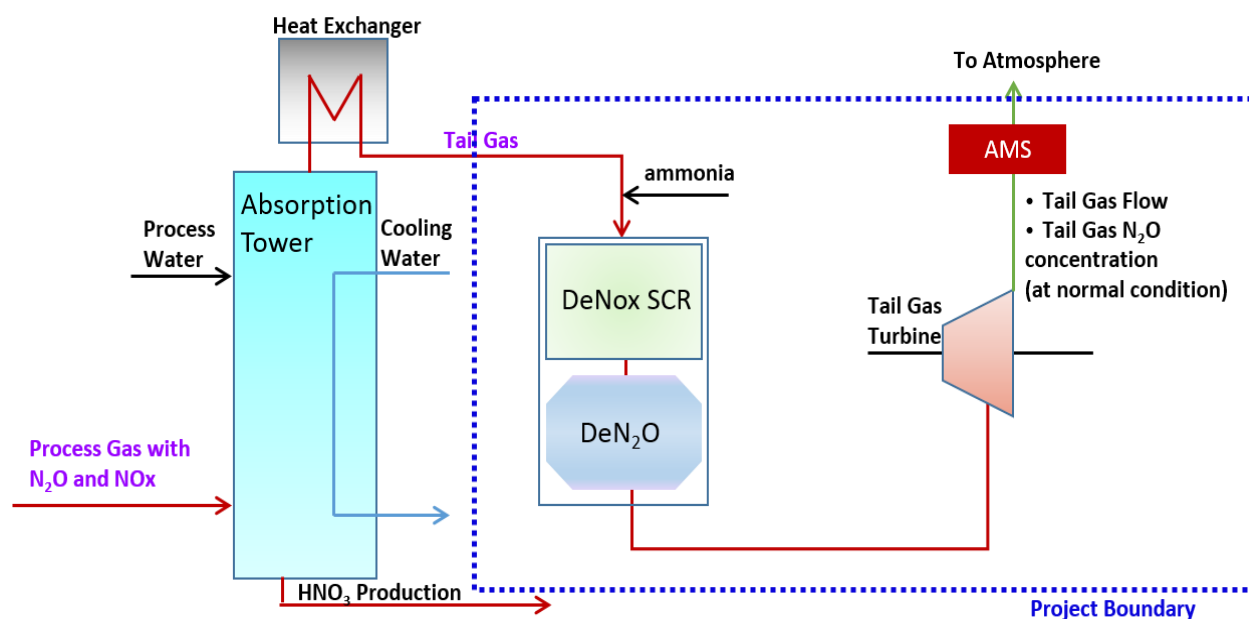 Heat Exchanger
To Atmosphere
Tail Gas
AMS
ammonia
Absorption
Tower
Process
Water
Cooling
Water
• Tail Gas Flow
• Tail Gas N₂O
concentration
(at normal condition)
DeNox SCR
Tail Gas
Turbine
DeN₂O
Process Gas with
N₂O and NOx
HNO₃ Production
Project Boundary